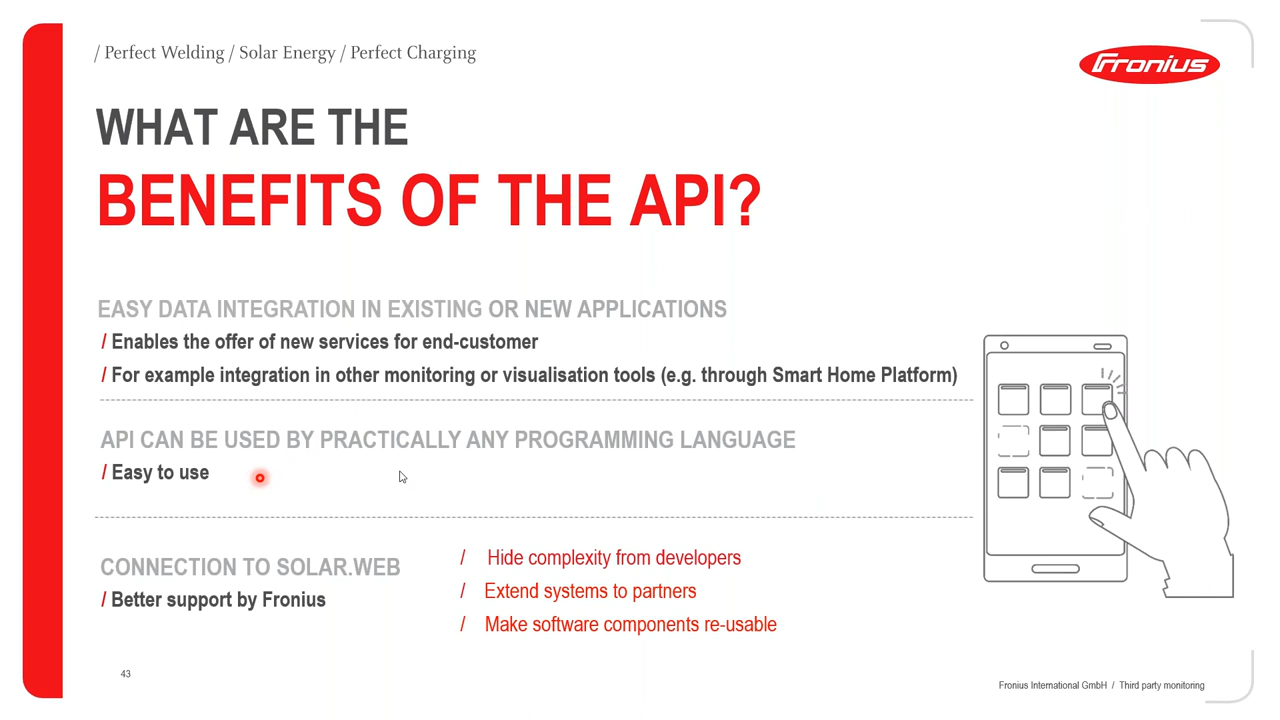 / Perfect Welding / Solar Energy / Perfect Charging
Fronius
WHAT ARE THE
BENEFITS OF THE API?
EASY DATA INTEGRATION IN EXISTING OR NEW APPLICATIONS
/ Enables the offer of new services for end-customer
/ For example integration in other monitoring or visualisation tools (e.g. through Smart Home Platform)
API CAN BE USED BY PRACTICALLY ANY PROGRAMMING LANGUAGE
/ Easy to use
CONNECTION TO SOLAR.WEB
/ Better support by Fronius
/ Hide complexity from developers
/ Extend systems to partners
/ Make software components re-usable
43
Fronius International GmbH / Third party monitoring